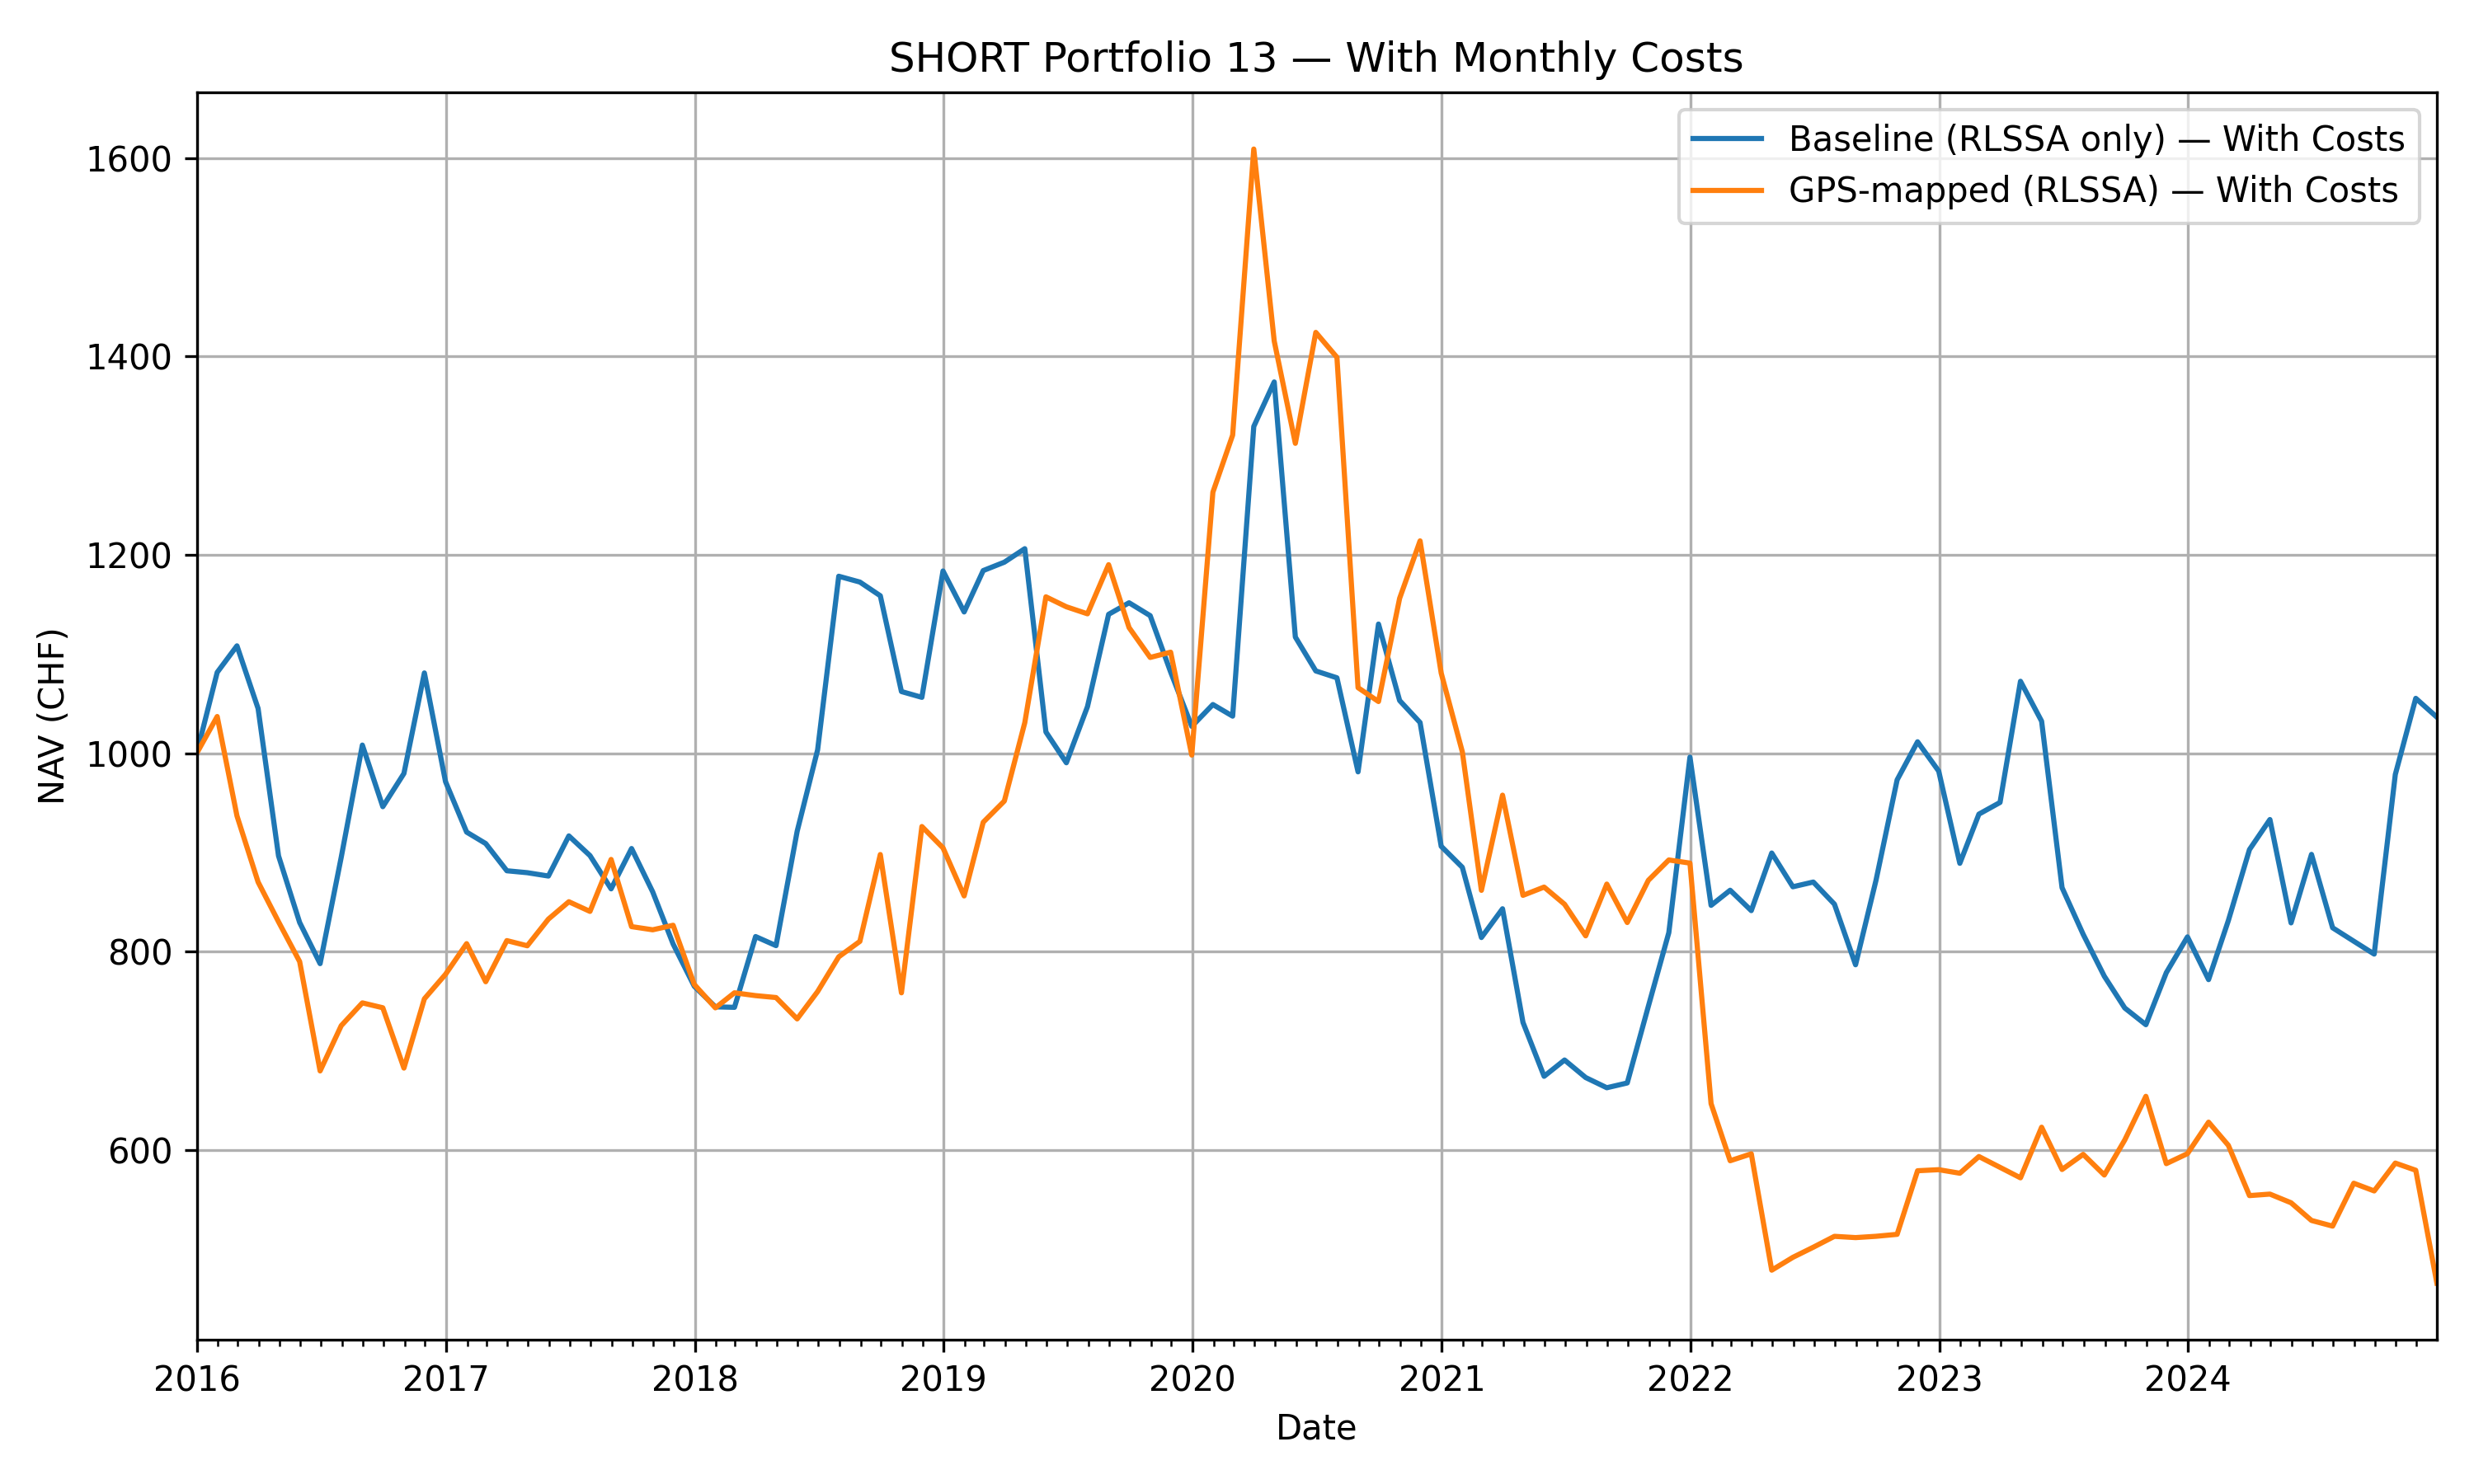 SHORT Portfolio 13 — With Monthly Costs
Baseline (RLSSA only) — With Costs
GPS-mapped (RLSSA) — With Costs
1600
1400
1200
1000
800
600
NAV (CHF)
2016 2017 2018 2019 2020 2021 2022 2023 2024
Date